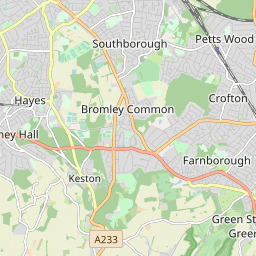 Petts Wood
Southborough
Hayes
Bromley Common
Crofton
ney Hall
Farnborough
Keston
Green St
Green
A233